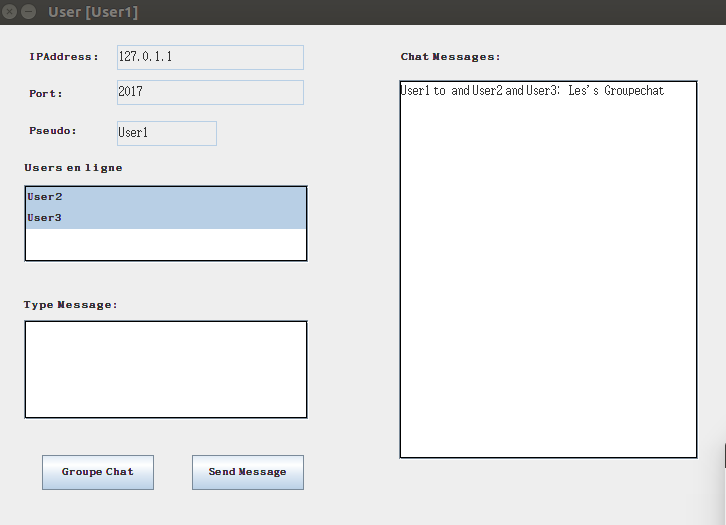 User [User1]
IPAddress:
127.0.1.1
Port:
2017
Pseudo:
User1
Users en ligne
User2
User3
Type Message:
Groupe Chat
Send Message
Chat Messages:
User1 to and User2 and User3: Les's Groupechat